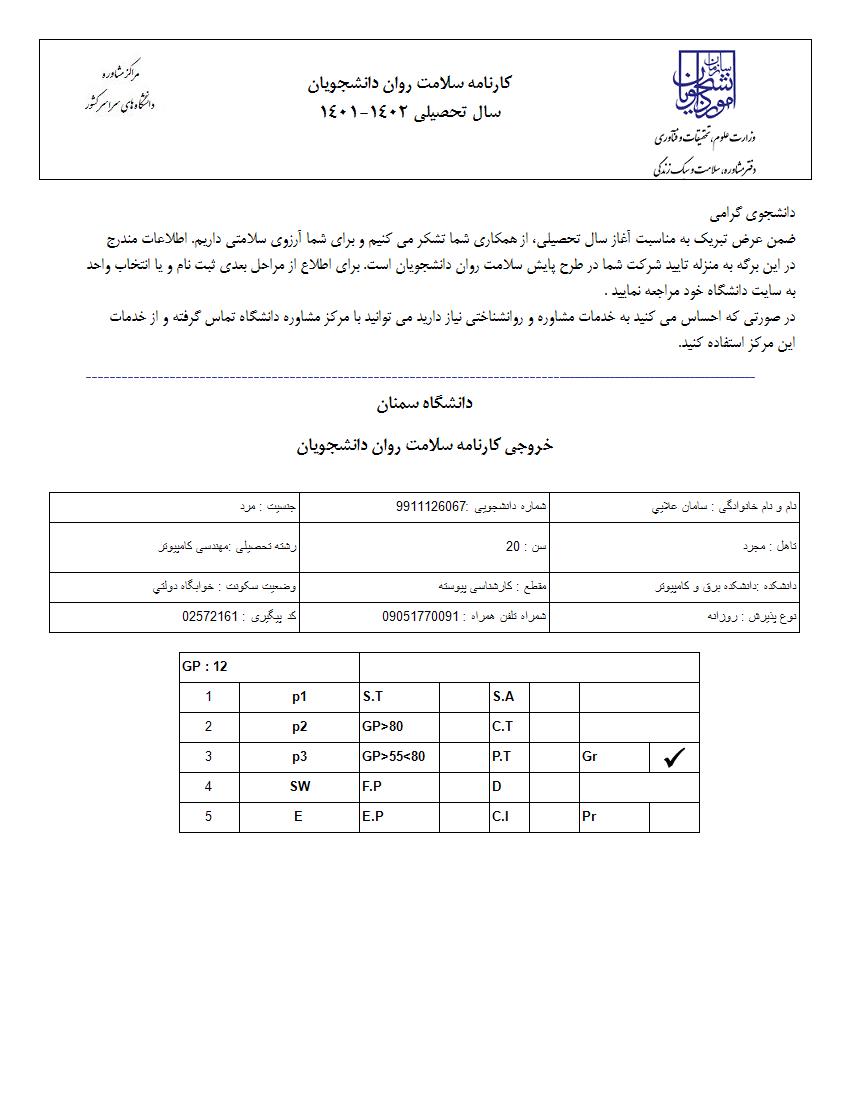 سازمان امور دانشجویان
وزارت علوم، تحقیقات و فناوری
دفتر مشاوره، سلامت و سبک زندگی
کارنامه سلامت روان دانشجویان
سال تحصیلی ۱۴۰۲-۱۴۰۱
مراکز مشاوره
دانشگاه‌های سراسر کشور
دانشجوی گرامی
ضمن عرض تبریک به مناسبت آغاز سال تحصیلی، از همکاری شما تشکر می کنیم و برای شما آرزوی سلامتی داریم. اطلاعات مندرج
در این برگه به منزله تایید شرکت شما در طرح پایش سلامت روان دانشجویان است. برای اطلاع از مراحل بعدی ثبت نام و یا انتخاب واحد
به سایت دانشگاه خود مراجعه نمایید .
در صورتی که احساس می کنید به خدمات مشاوره و روانشناختی نیاز دارید می توانید با مرکز مشاوره دانشگاه تماس گرفته و از خدمات
این مرکز استفاده کنید.
دانشگاه سمنان
خروجی کارنامه سلامت روان دانشجویان
نام و نام خانوادگی : سامان علايي شماره دانشجویی :9911126067 جنسیت : مرد
تاهل : مجرد سن : 20 رشته تحصیلی :مهندسی کامپیوتر
دانشکده :دانشکده برق و کامپیوتر مقطع : کارشناسی پیوسته وضعیت سکونت : خوابگاه دولتي
نوع پذیرش : روزانه شمراه تلفن همراه : 09051770091 کد پیگیری : 02572161
GP : 12
1 p1 S.T S.A
2 p2 GP>80 C.T
3 p3 GP>55<80 P.T Gr ✓
4 SW F.P D
5 E E.P C.I Pr